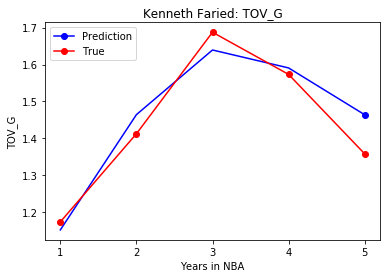 Kenneth Faried: TOV_G
Prediction
True
TOV_G
1.7
1.6
1.5
1.4
1.3
1.2
1
2
3
4
5
Years in NBA